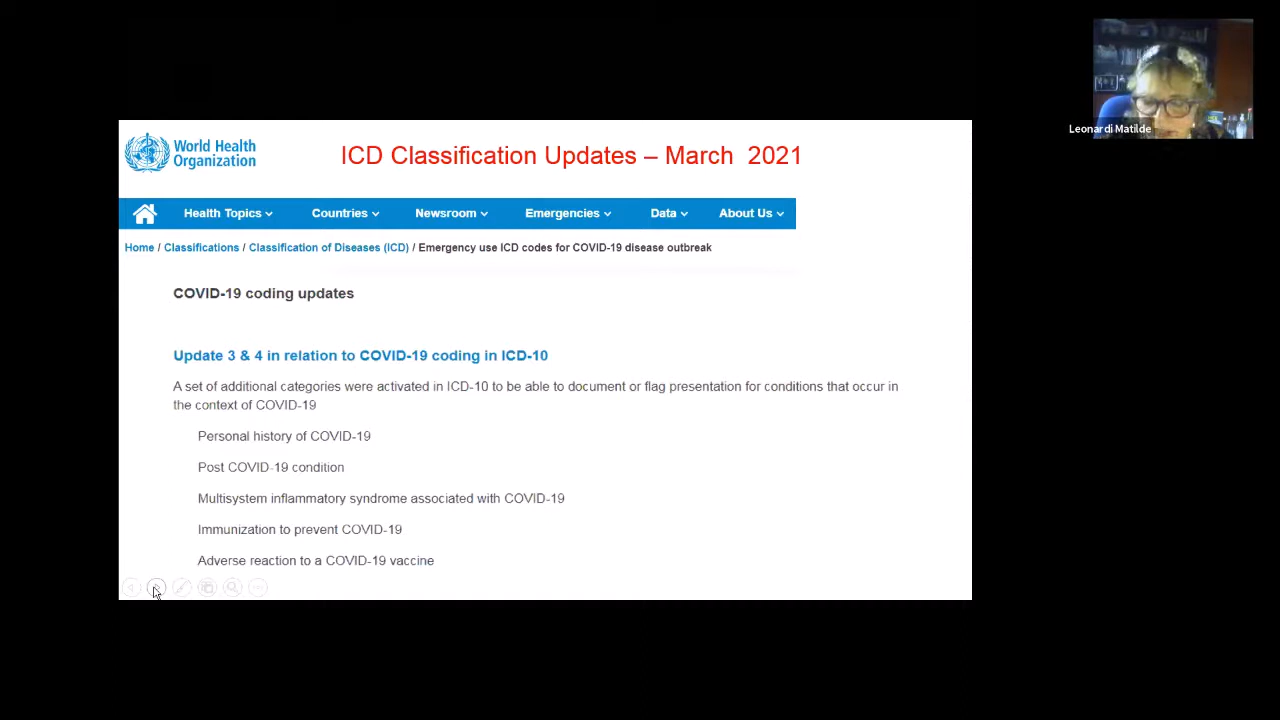 Leonardi Matilde
World Health
Organization
ICD Classification Updates – March 2021
Health Topics
Countries
Newsroom
Emergencies
Data
About Us
Home / Classifications / Classification of Diseases (ICD) / Emergency use ICD codes for COVID-19 disease outbreak
COVID-19 coding updates
Update 3 & 4 in relation to COVID-19 coding in ICD-10
A set of additional categories were activated in ICD-10 to be able to document or flag presentation for conditions that occur in
the context of COVID-19
Personal history of COVID-19
Post COVID-19 condition
Multisystem inflammatory syndrome associated with COVID-19
Immunization to prevent COVID-19
Adverse reaction to a COVID-19 vaccine